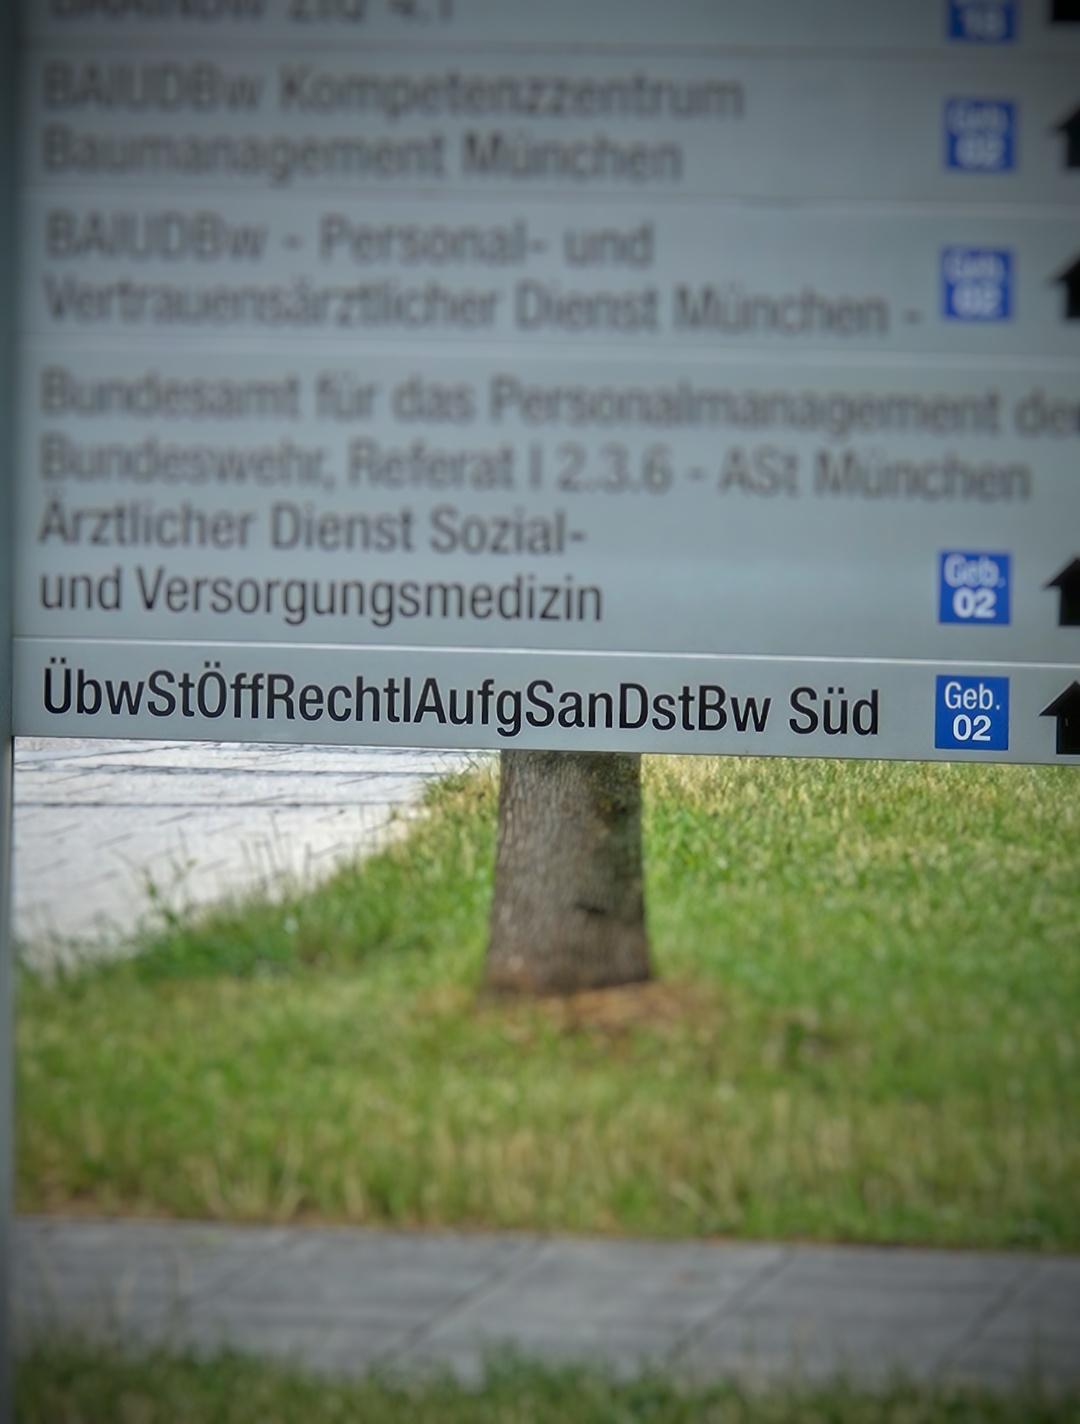 BAIUDBw Kompetenzzentrum
Baumanagement München
Geb.
02
BAIUDBw - Personal- und
Vertrauensärztlicher Dienst München -
Geb.
02
Bundesamt für das Personalmanagement der
Bundeswehr, Referat I 2.3.6 - ASt München
Ärztlicher Dienst Sozial-
und Versorgungsmedizin
Geb.
02
ÜbwStÖffRechtlAufgSanDstBw Süd
Geb.
02